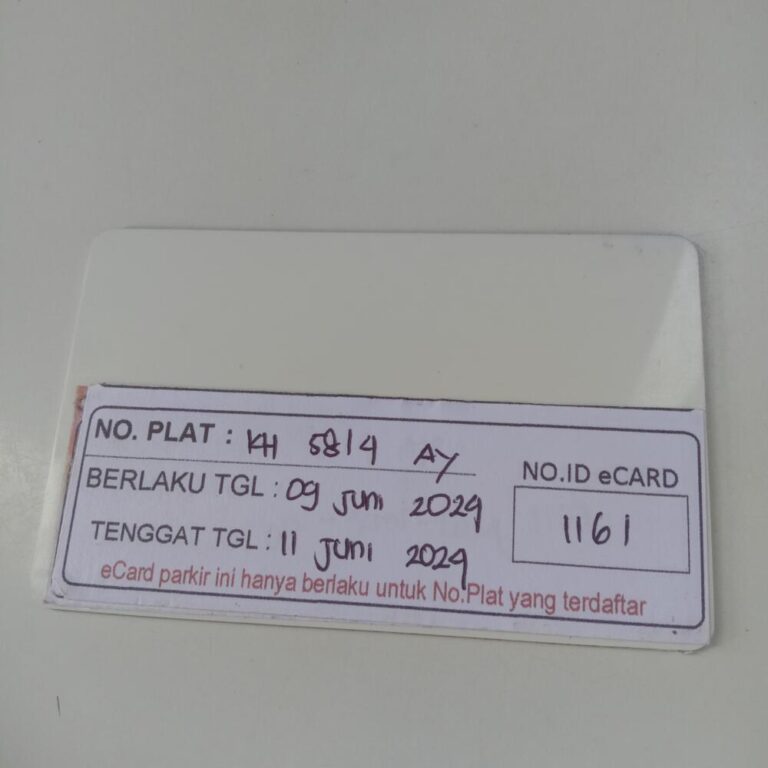 NO. PLAT : KH 5814 AY
BERLAKU TGL : 09 Juni 2024
TENGGAT TGL : 11 Juni 2024
NO.ID eCARD
1161
eCard parkir ini hanya berlaku untuk No.Plat yang terdaftar